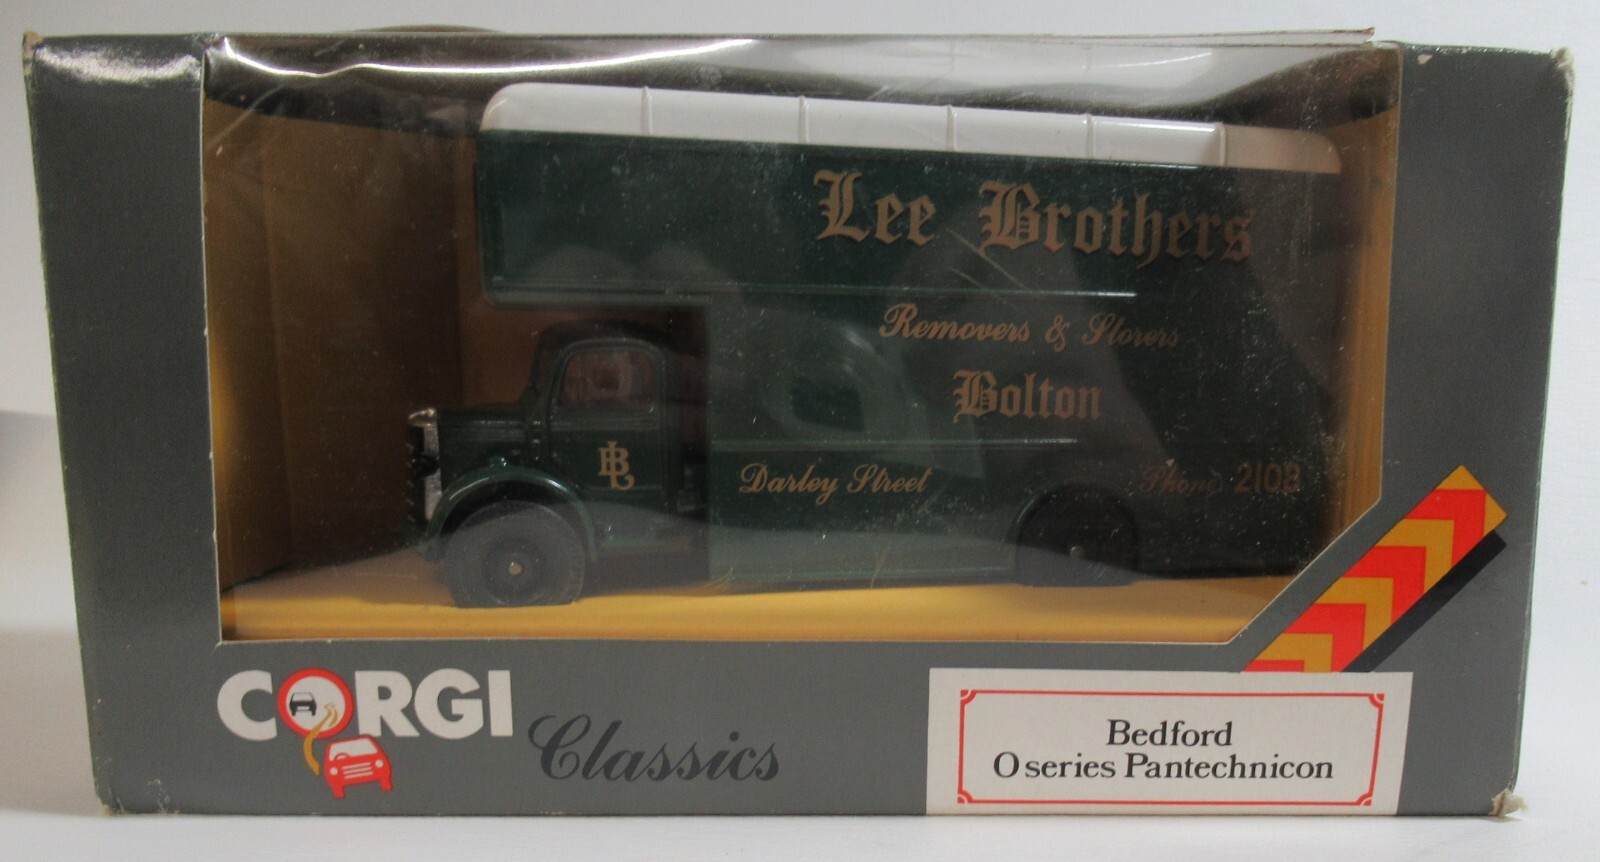 Lee Brothers
Removers & Storers
Bolton
LB
Darley Street
Phone 2108
CORGI
Classics
Bedford
O series Pantechnicon